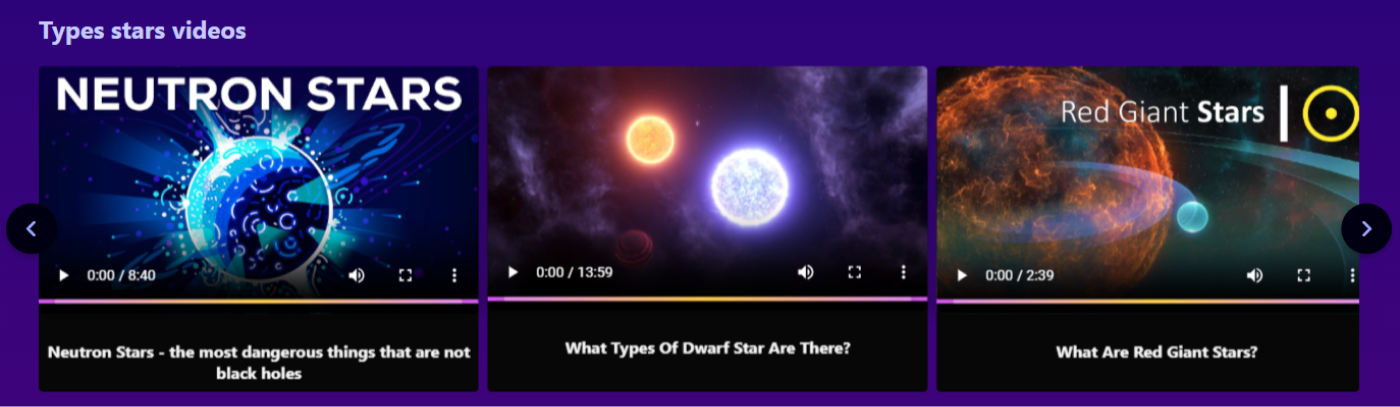 Types stars videos
NEUTRON STARS
0:00 / 8:40
Neutron Stars - the most dangerous things that are not
black holes
0:00 / 13:59
What Types Of Dwarf Star Are There?
Red Giant Stars
0:00 / 2:39
What Are Red Giant Stars?